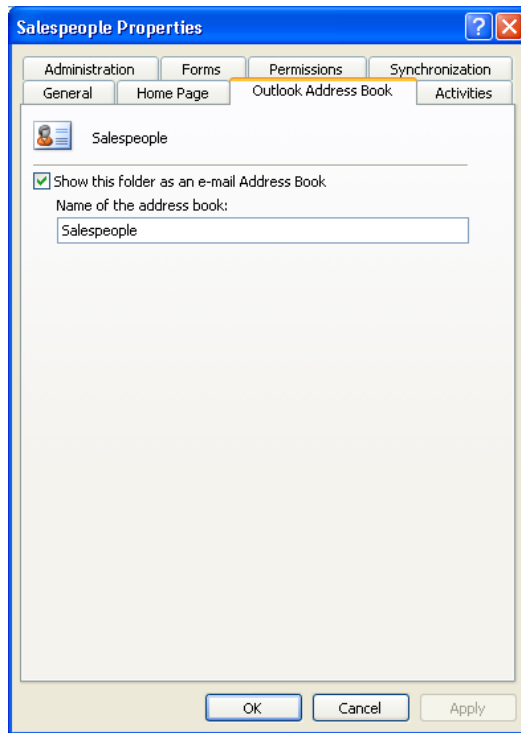 Salespeople Properties
Administration Forms Permissions Synchronization
General Home Page Outlook Address Book Activities
Salespeople
Show this folder as an e-mail Address Book
Name of the address book:
Salespeople
OK Cancel Apply